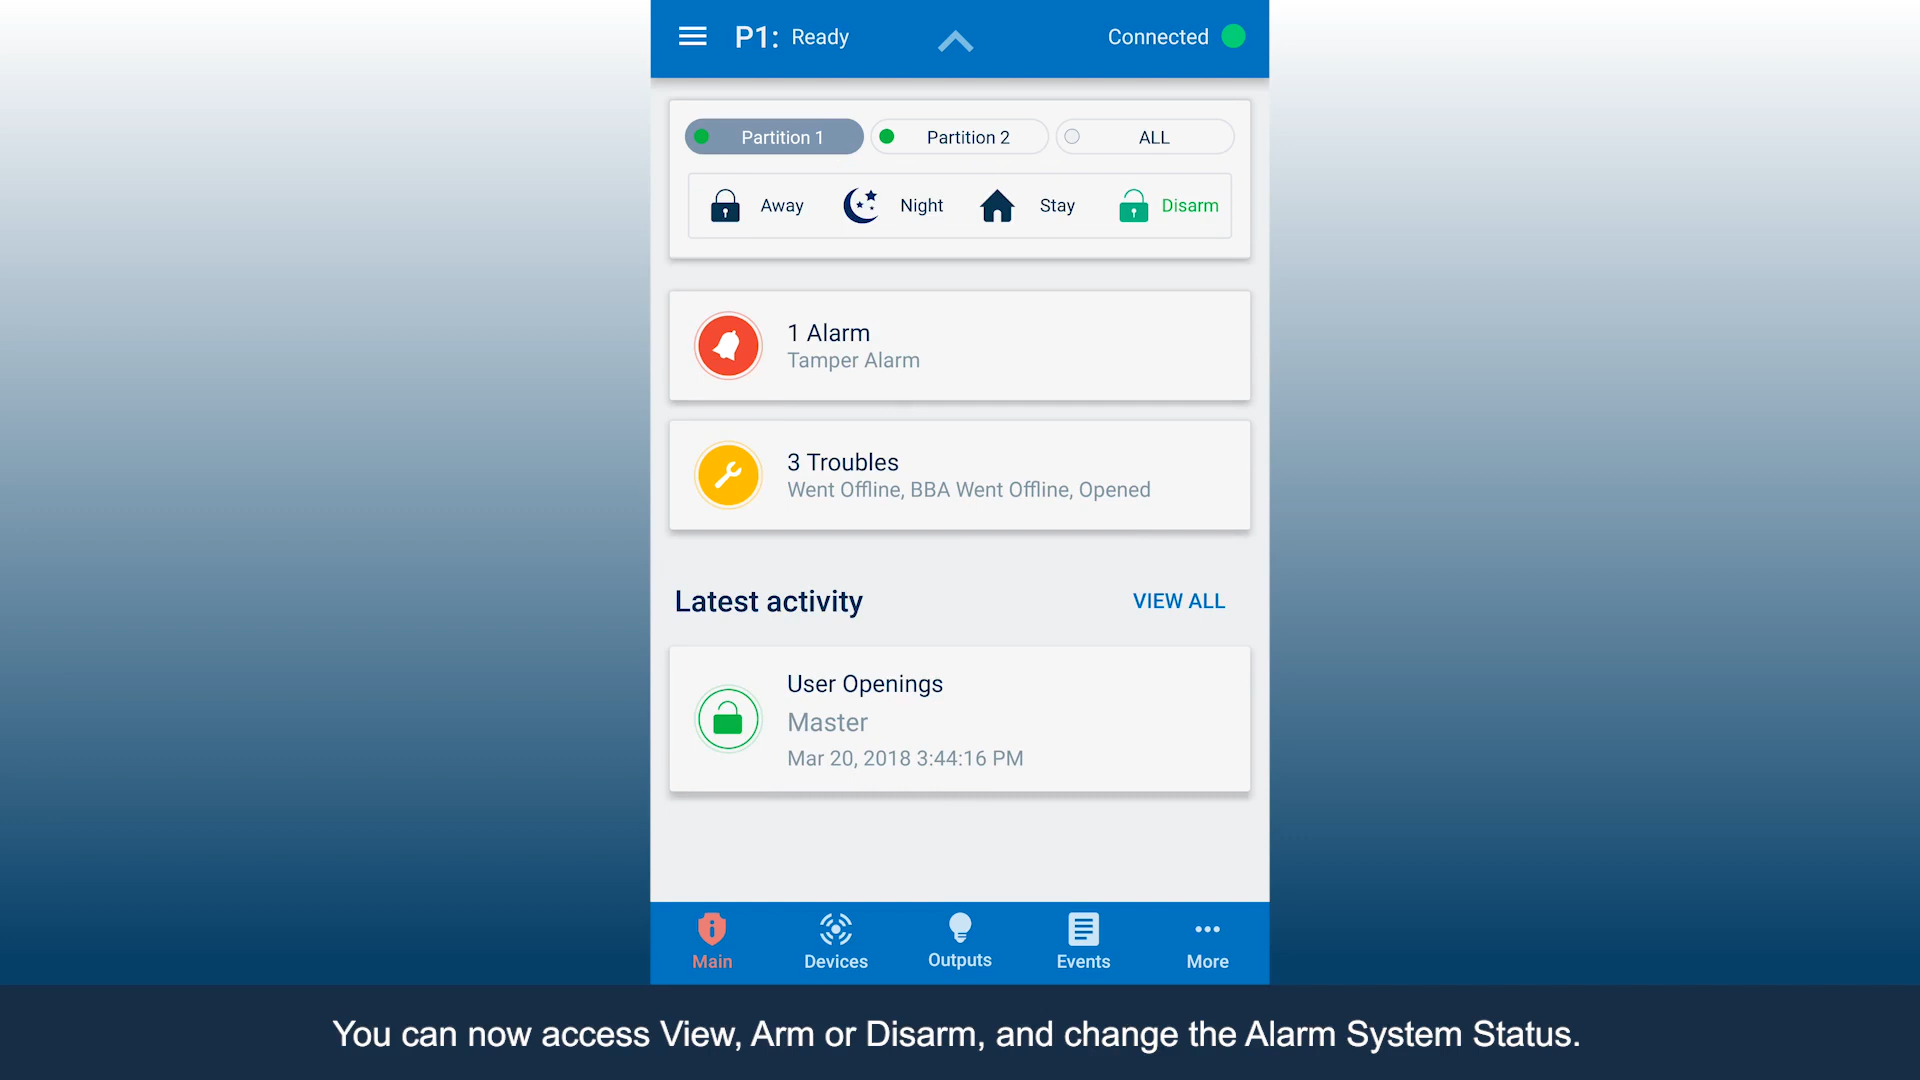 P1: Ready Connected
Partition 1 Partition 2 ALL
Away Night Stay Disarm
1 Alarm
Tamper Alarm
3 Troubles
Went Offline, BBA Went Offline, Opened
Latest activity VIEW ALL
User Openings
Master
Mar 20, 2018 3:44:16 PM
Main Devices Outputs Events More
You can now access View, Arm or Disarm, and change the Alarm System Status.